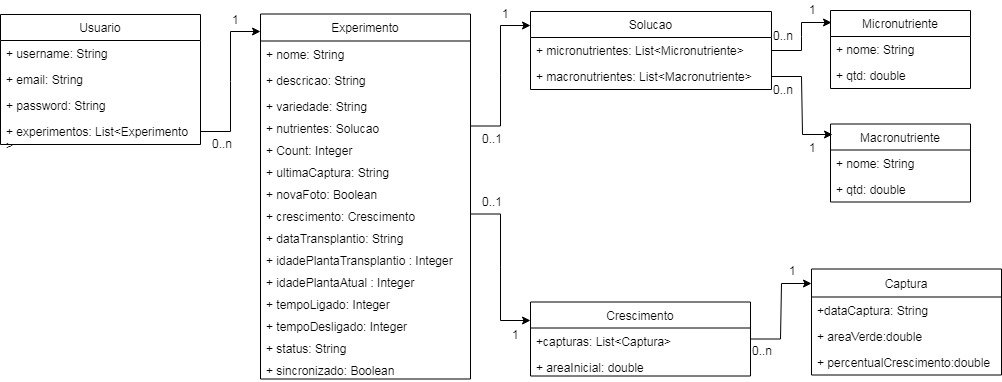 Usuario
+ username: String
+ email: String
+ password: String
+ experimentos: List<Experimento
>
0..n
1
Experimento
+ nome: String
+ descricao: String
+ variedade: String
+ nutrientes: Solucao
+ Count: Integer
+ ultimaCaptura: String
+ novaFoto: Boolean
+ crescimento: Crescimento
+ dataTransplantio: String
+ idadePlantaTransplantio : Integer
+ idadePlantaAtual : Integer
+ tempoLigado: Integer
+ tempoDesligado: Integer
+ status: String
+ sincronizado: Boolean
0..1
1
0..1
1
Solucao
+ micronutrientes: List<Micronutriente>
+ macronutrientes: List<Macronutriente>
0..n
1
0..n
1
Micronutriente
+ nome: String
+ qtd: double
Macronutriente
+ nome: String
+ qtd: double
Crescimento
+capturas: List<Captura>
+ areaInicial: double
0..n
1
Captura
+dataCaptura: String
+ areaVerde:double
+ percentualCrescimento:double